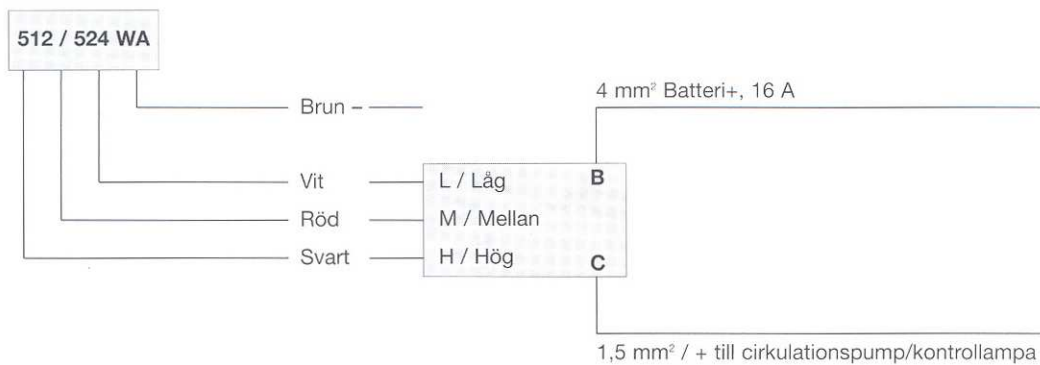 512 / 524 WA
4 mm² Batteri+, 16 A
Brun –
Vit
L / Låg
B
Röd
M / Mellan
Svart
H / Hög
C
1,5 mm² / + till cirkulationspump/kontrollampa